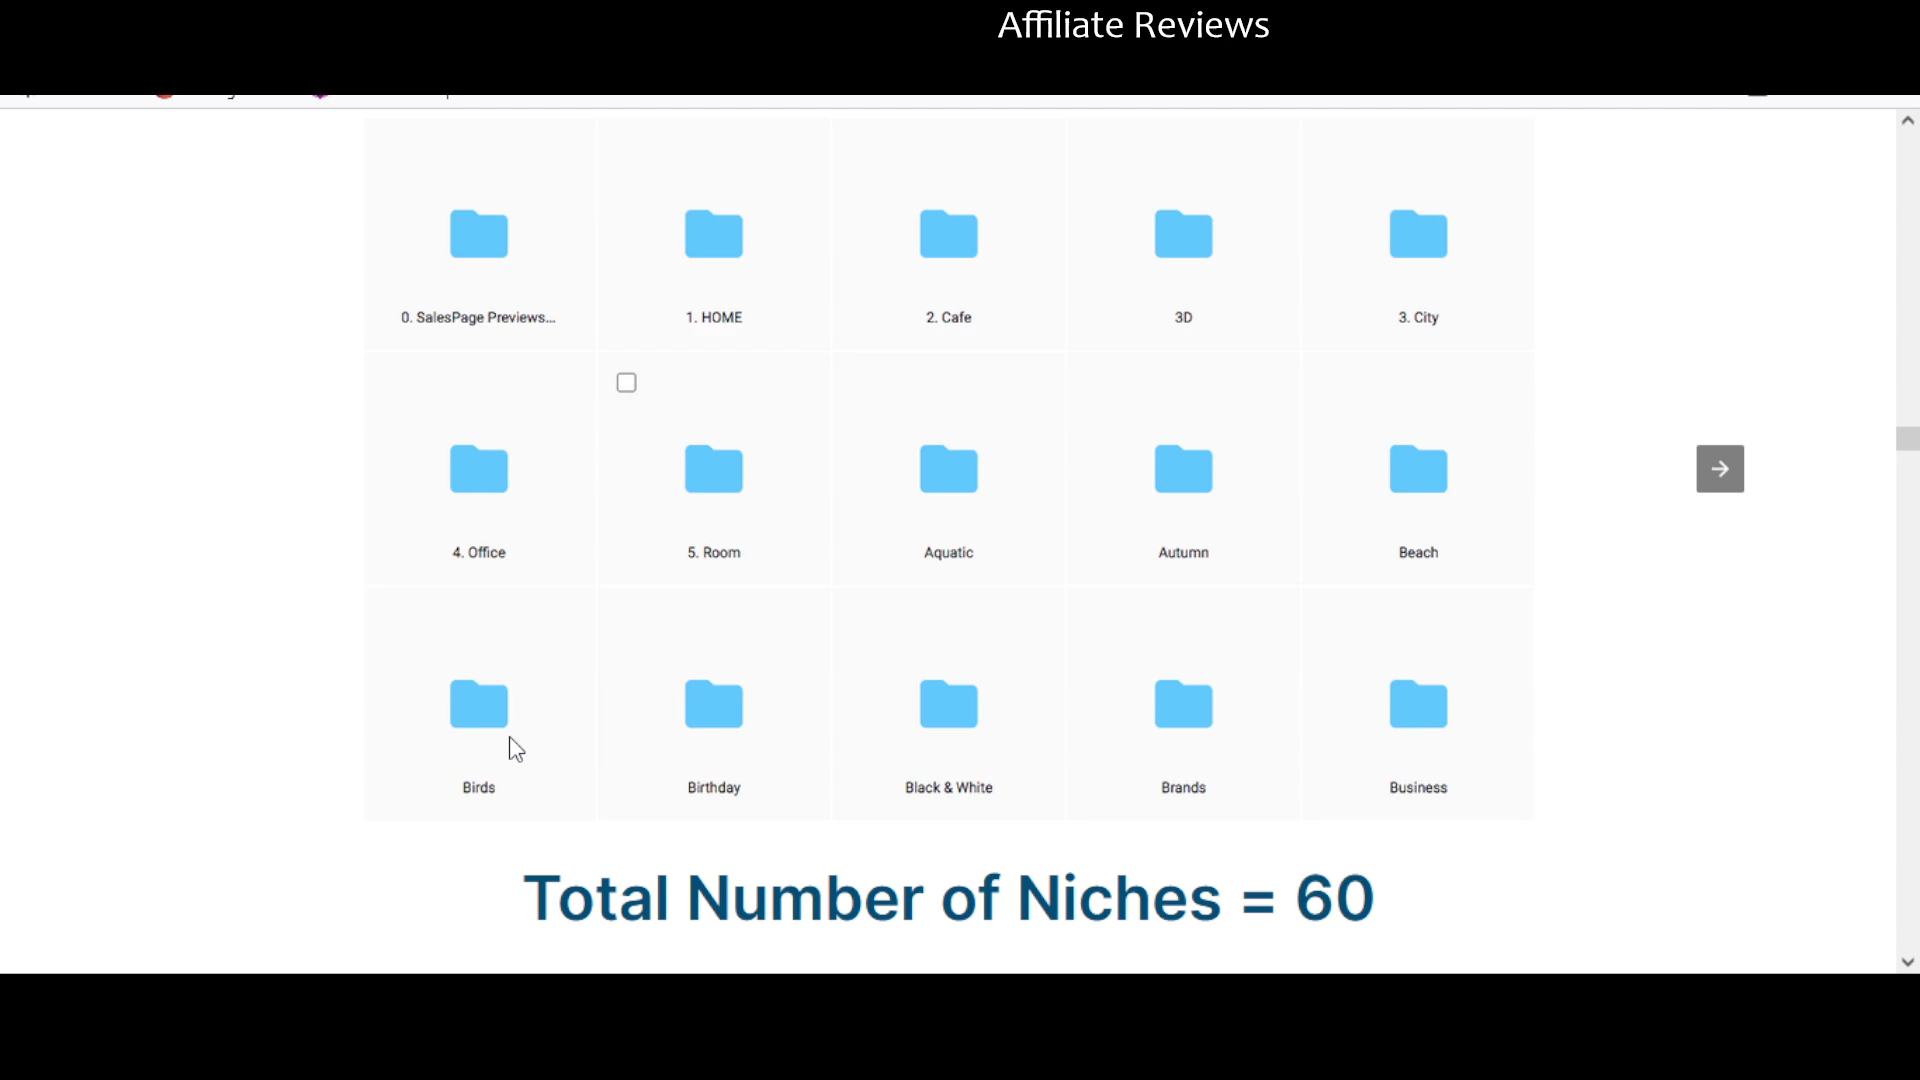 Affiliate Reviews
0. SalesPage Previews...
1. HOME
2. Cafe
3D
3. City
4. Office
5. Room
Aquatic
Autumn
Beach
Birds
Birthday
Black & White
Brands
Business
Total Number of Niches = 60